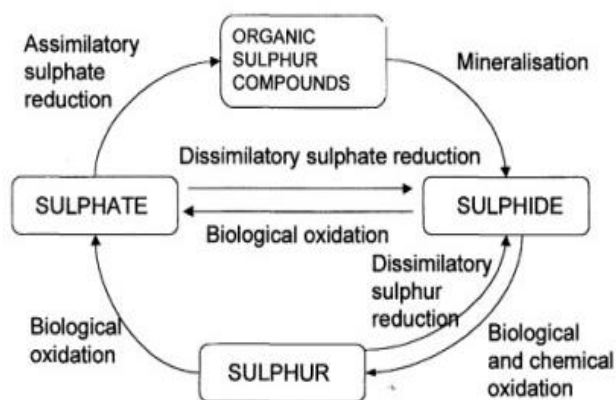 Assimilatory
sulphate
reduction
ORGANIC
SULPHUR
COMPOUNDS
Mineralisation
Dissimilatory sulphate reduction
SULPHATE
SULPHIDE
Biological oxidation
Dissimilatory
sulphur
reduction
Biological
oxidation
Biological
and chemical
oxidation
SULPHUR